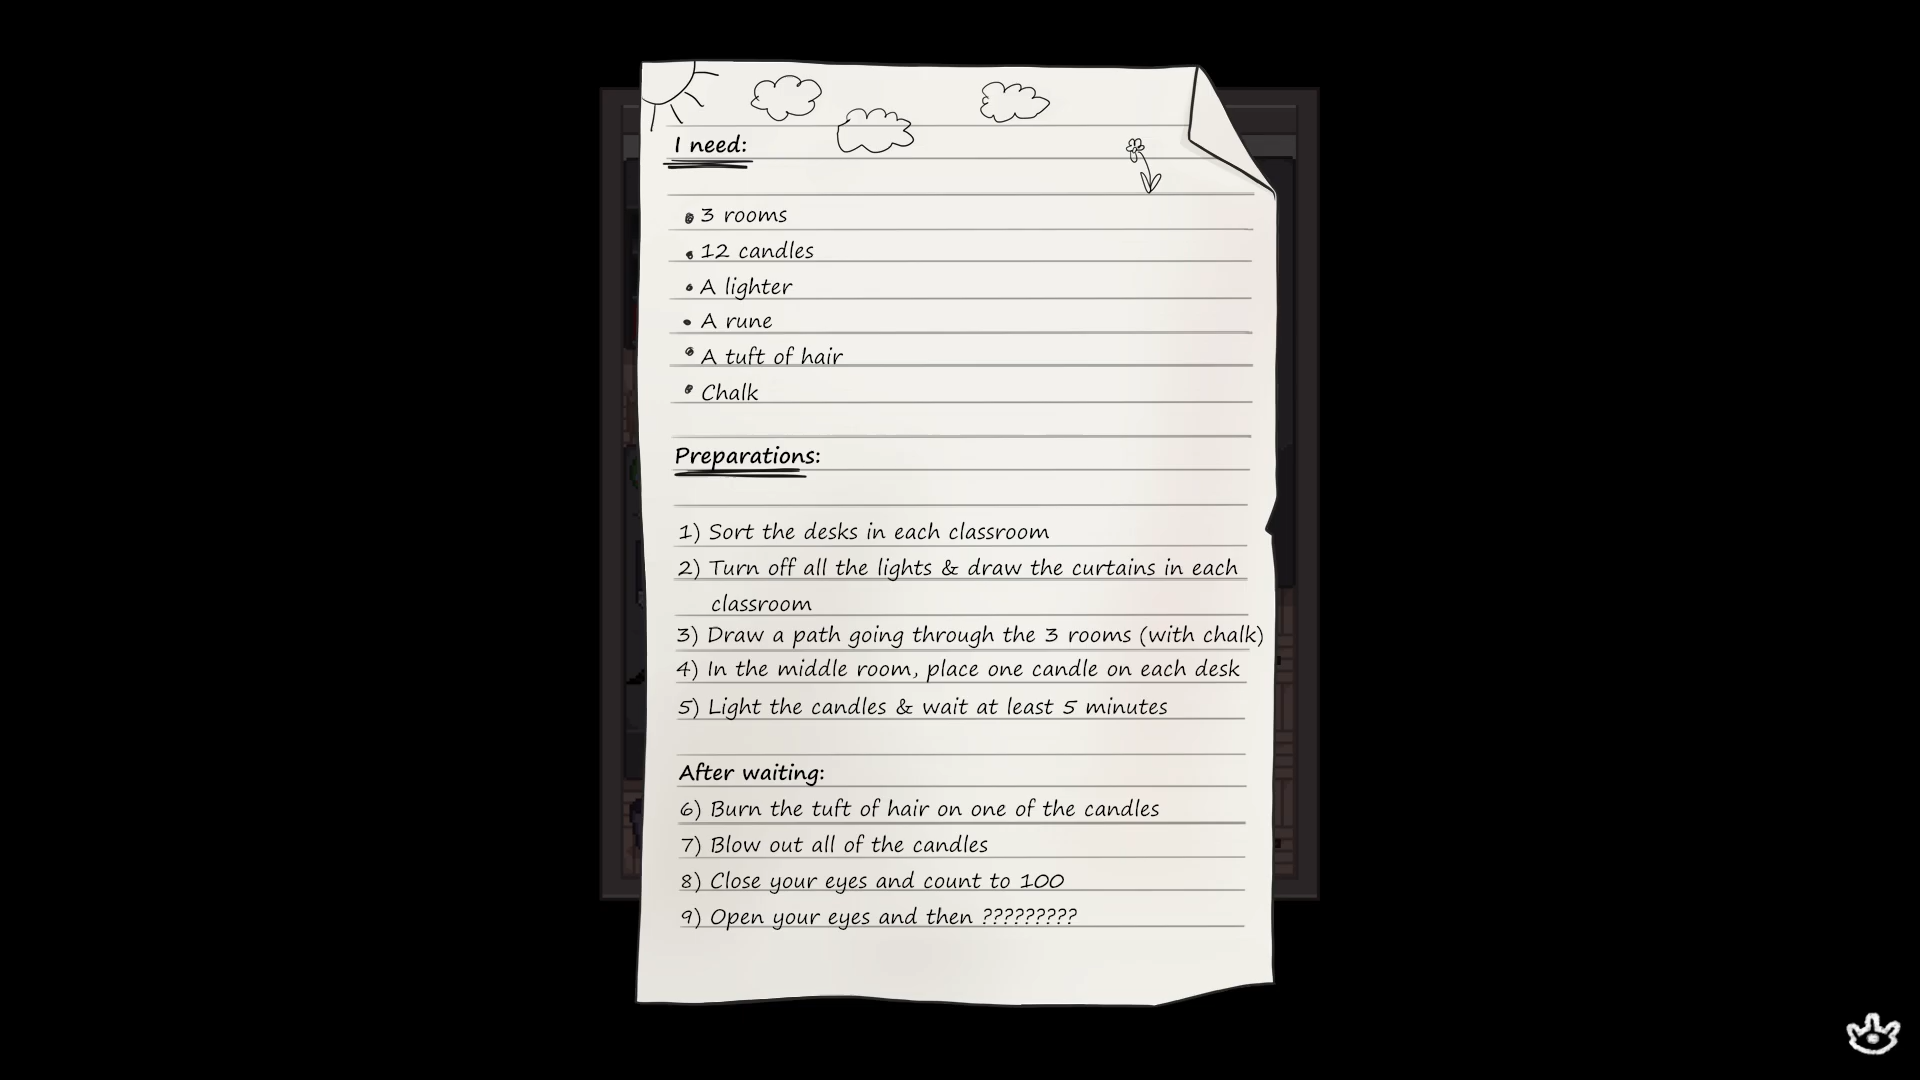 I need:
3 rooms
12 candles
A lighter
A rune
A tuft of hair
Chalk
Preparations:
1) Sort the desks in each classroom
2) Turn off all the lights & draw the curtains in each
classroom
3) Draw a path going through the 3 rooms (with chalk)
4) In the middle room, place one candle on each desk
5) Light the candles & wait at least 5 minutes
After waiting:
6) Burn the tuft of hair on one of the candles
7) Blow out all of the candles
8) Close your eyes and count to 100
9) Open your eyes and then ?????????